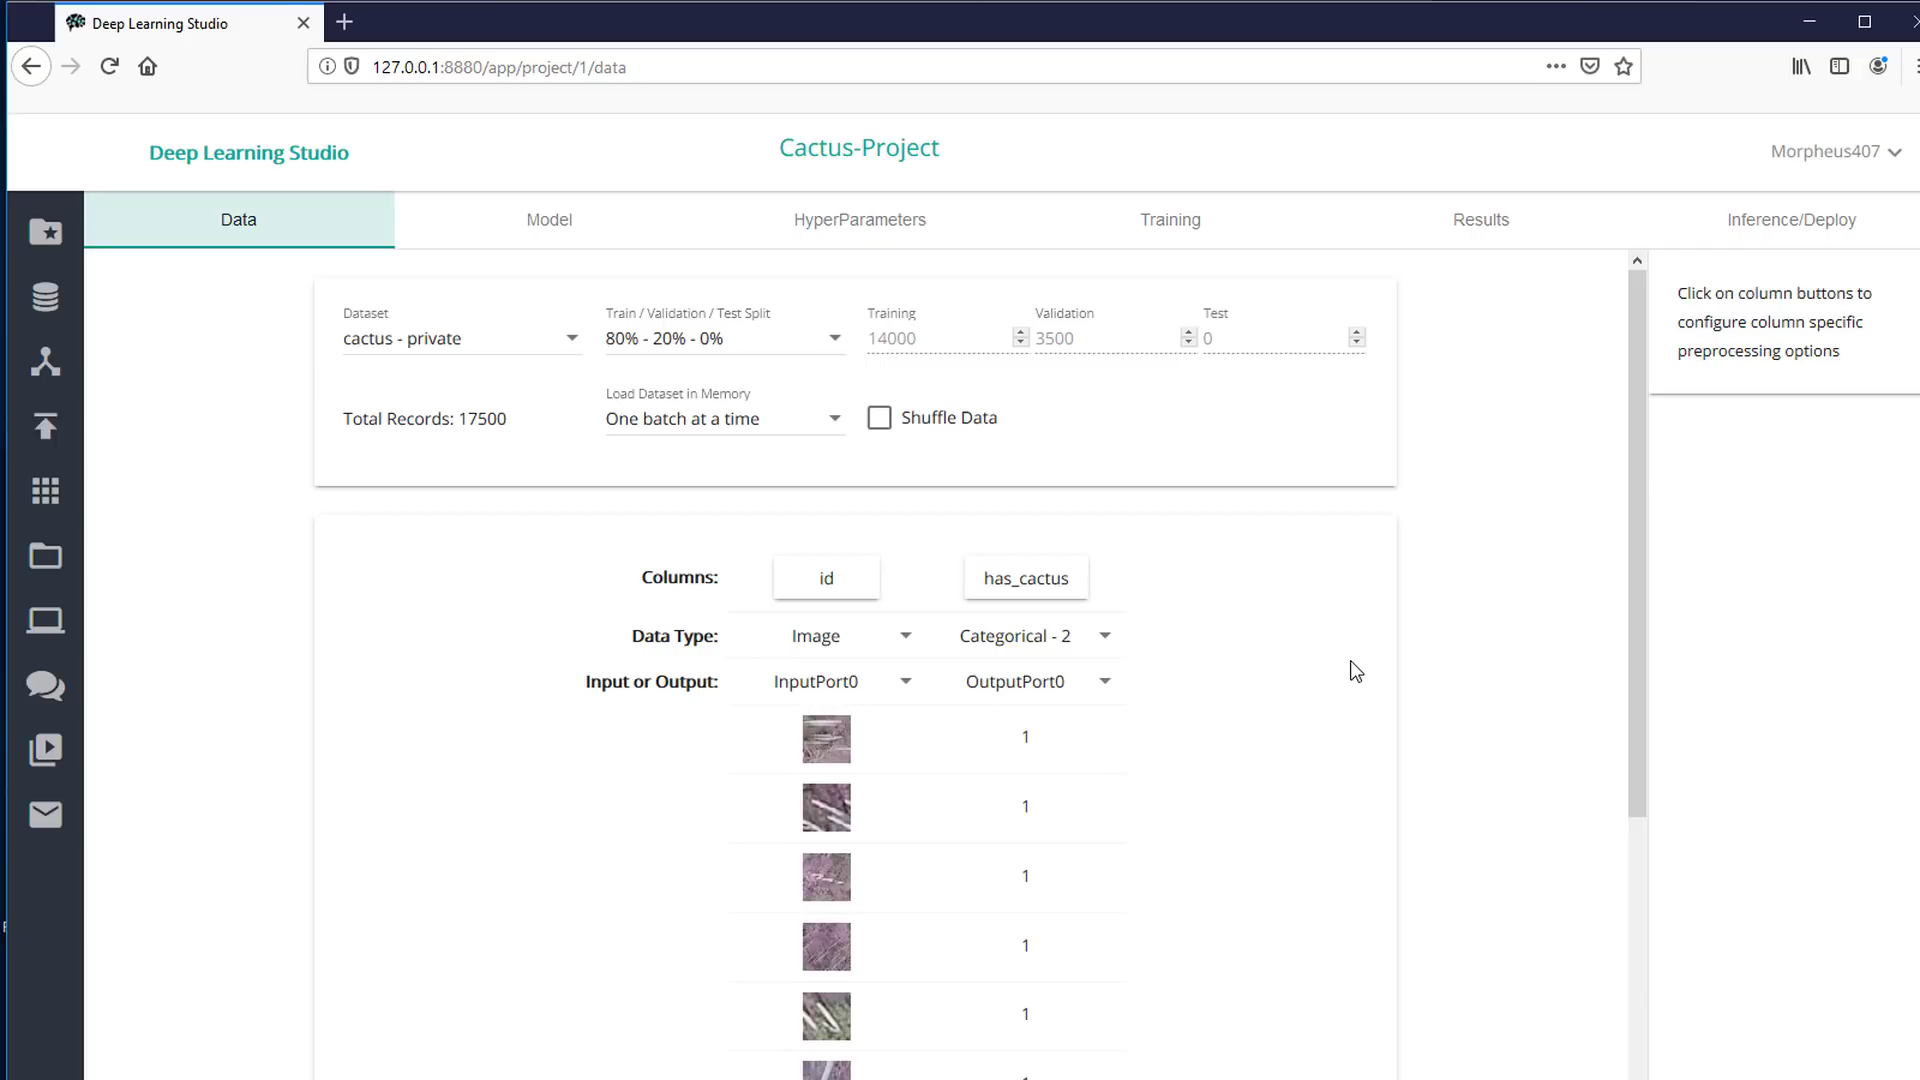 Deep Learning Studio
127.0.0.1:8880/app/project/1/data
Deep Learning Studio
Cactus-Project
Morpheus407
Data
Model
HyperParameters
Training
Results
Inference/Deploy
Dataset
Train / Validation / Test Split
Training
Validation
Test
cactus - private
80% - 20% - 0%
14000
3500
0
Load Dataset in Memory
Total Records: 17500
One batch at a time
Shuffle Data
Click on column buttons to
configure column specific
preprocessing options
Columns:
id
has_cactus
Data Type:
Image
Categorical - 2
Input or Output:
InputPort0
OutputPort0
1
1
1
1
1